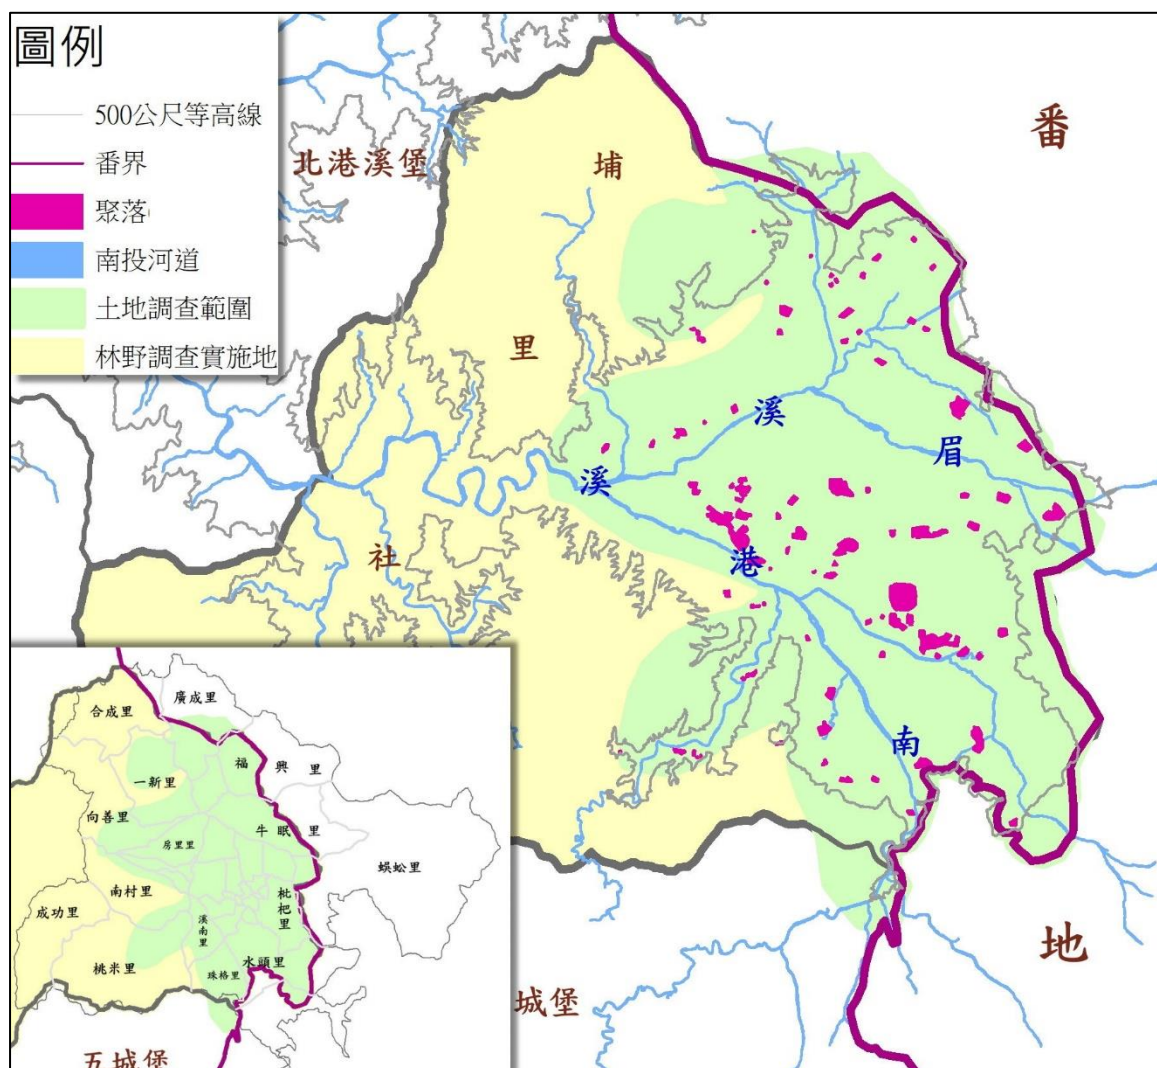 圖例
500公尺等高線
番界
聚落
南投河道
土地調查範圍
林野調查實施地
北港溪堡
埔
里
社
番
地
溪
眉
溪
港
南
城堡
合成里
廣成里
一新里
福
興
里
向善里
房里里
牛眠
里
蜈蚣里
南村里
枇杷里
成功里
溪南里
桃米里
珠格里
水頭里
五城堡